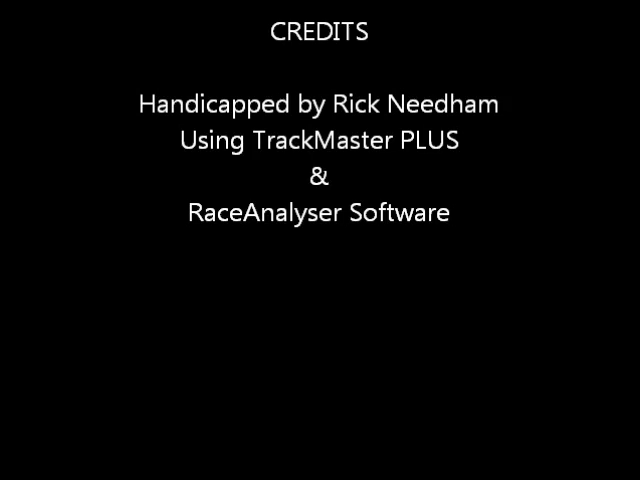 CREDITS
Handicapped by Rick Needham
Using TrackMaster PLUS
&
RaceAnalyser Software